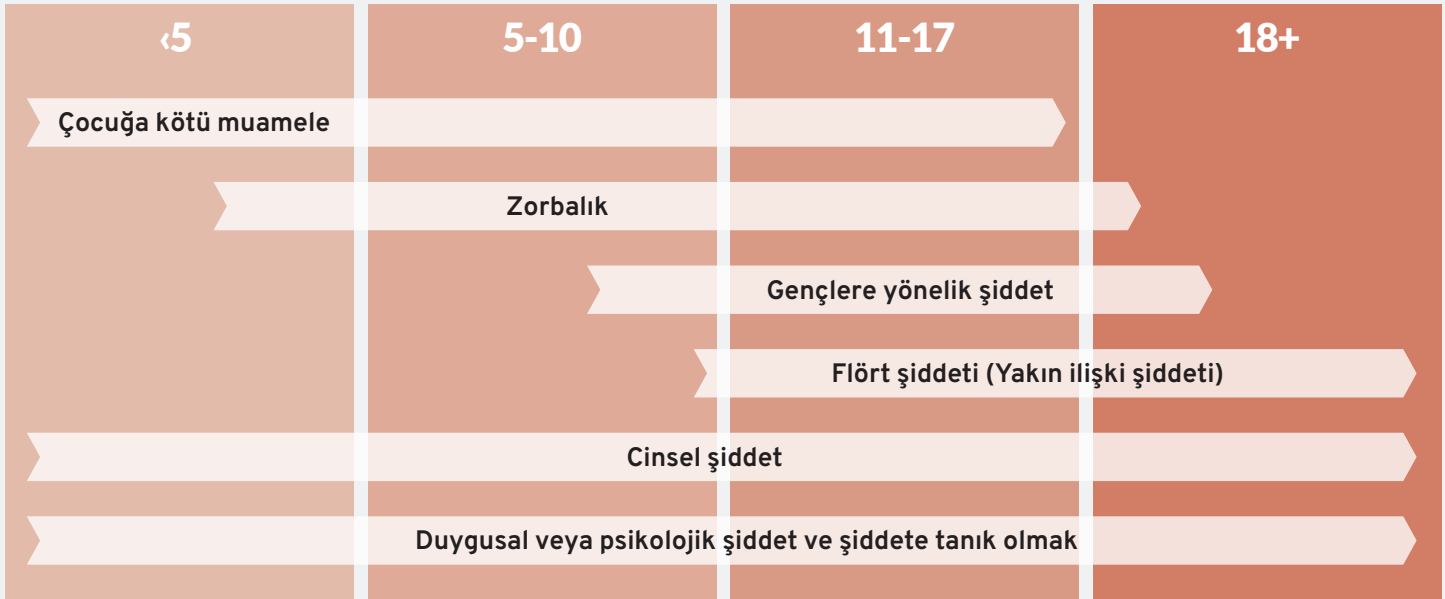 ‹5 5-10 11-17 18+
Çocuğa kötü muamele
Zorbalık
Gençlere yönelik şiddet
Flört şiddeti (Yakın ilişki şiddeti)
Cinsel şiddet
Duygusal veya psikolojik şiddet ve şiddete tanık olmak